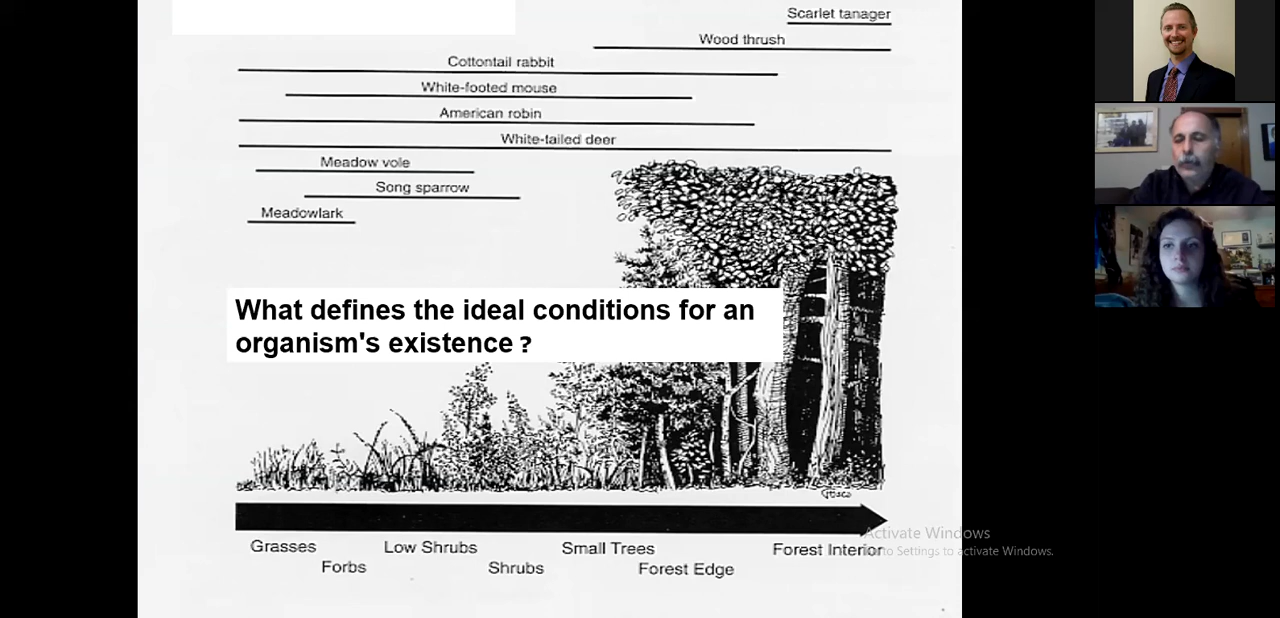 Scarlet tanager
Wood thrush
Cottontail rabbit
White-footed mouse
American robin
White-tailed deer
Meadow vole
Song sparrow
Meadowlark
What defines the ideal conditions for an
organism's existence ?
Grasses
Low Shrubs
Small Trees
Forest Interior
Forbs
Shrubs
Forest Edge
Activate Windows
to Settings to activate Windows.